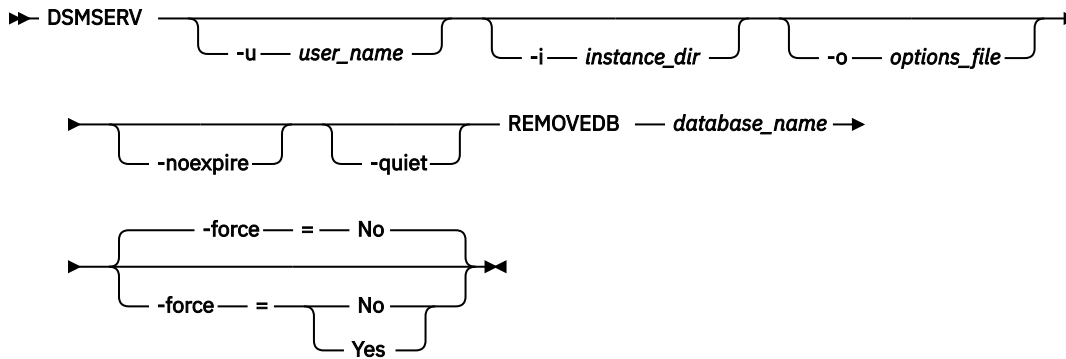 DSMSERV
-u user_name -i instance_dir -o options_file
REMOVEDB database_name
-noexpire -quiet
-force = No
-force = No
Yes